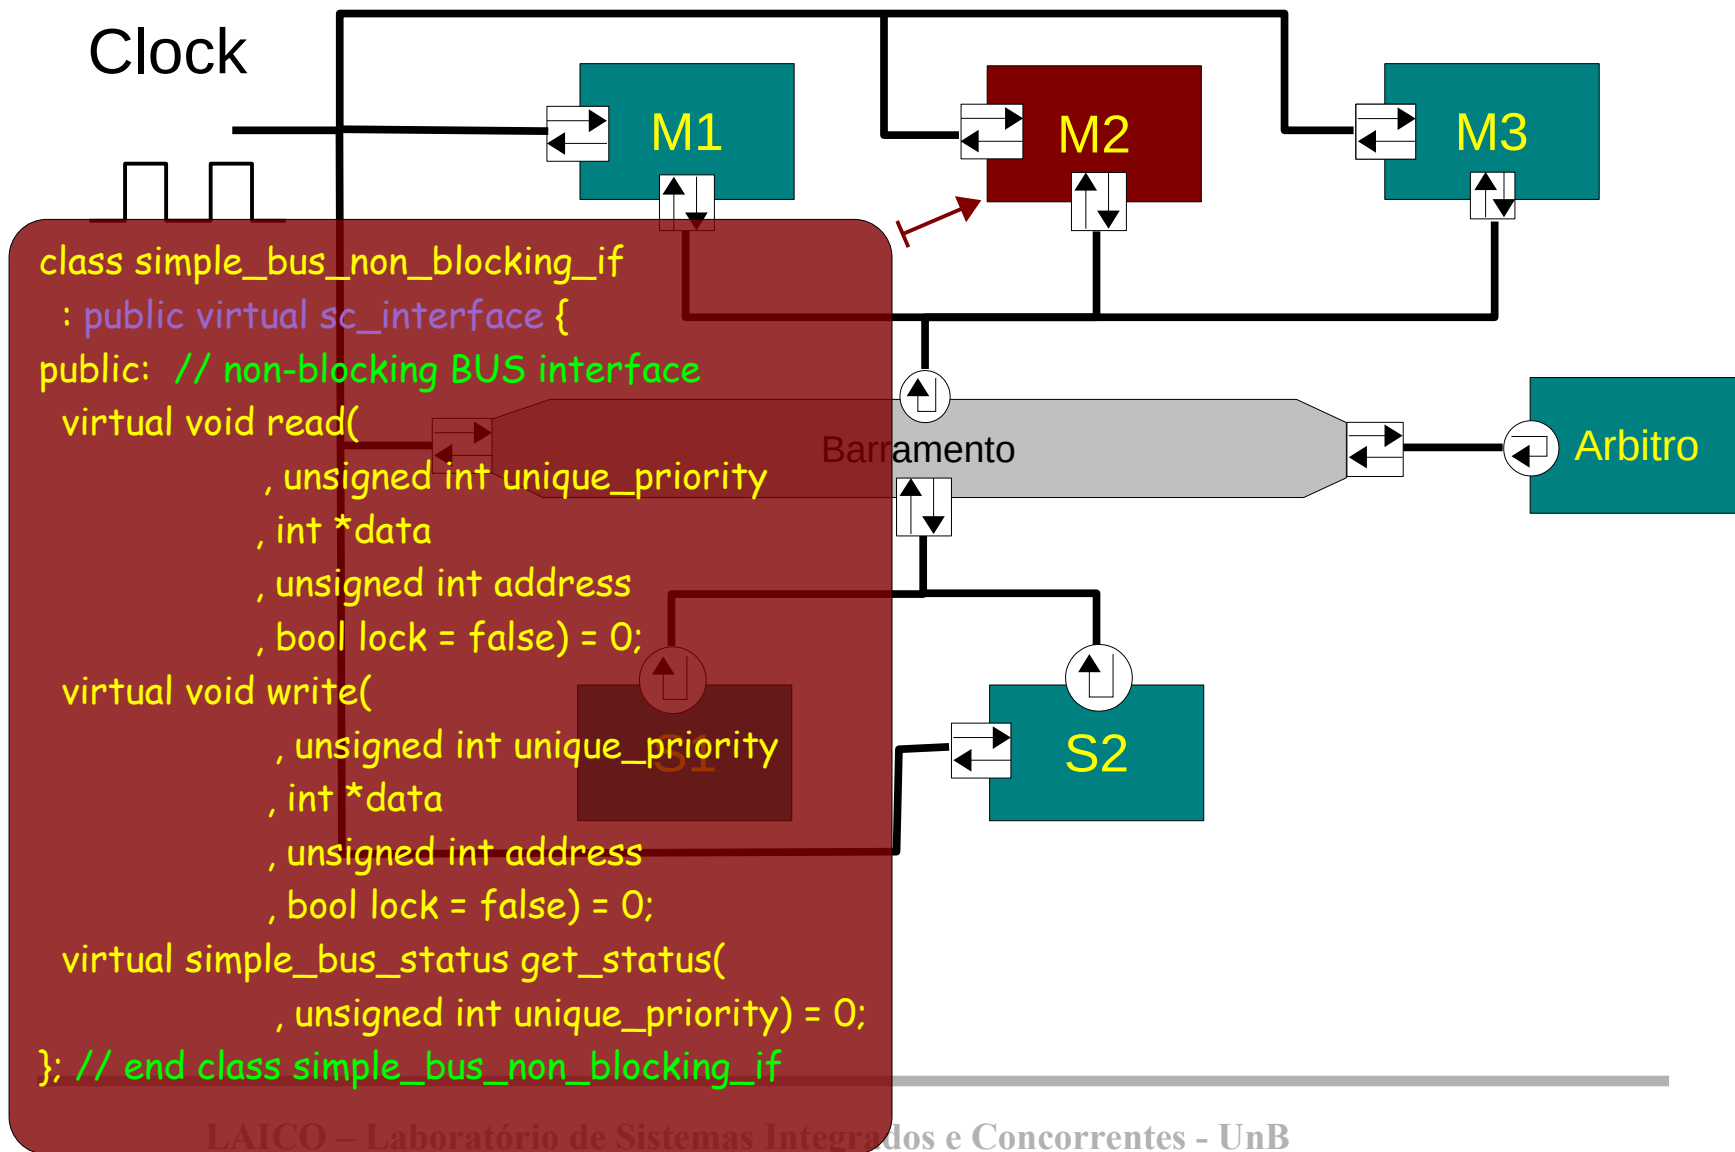 Clock
M1
M2
M3
class simple_bus_non_blocking_if
: public virtual sc_interface {
public: // non-blocking BUS interface
virtual void read(
, unsigned int unique_priority
, int *data
, unsigned int address
, bool lock = false) = 0;
virtual void write(
, unsigned int unique_priority
, int *data
, unsigned int address
, bool lock = false) = 0;
virtual simple_bus_status get_status(
, unsigned int unique_priority) = 0;
}; // end class simple_bus_non_blocking_if
Barramento
Arbitro
S1
S2
LAICO – Laboratório de Sistemas Integrados e Concorrentes - UnB